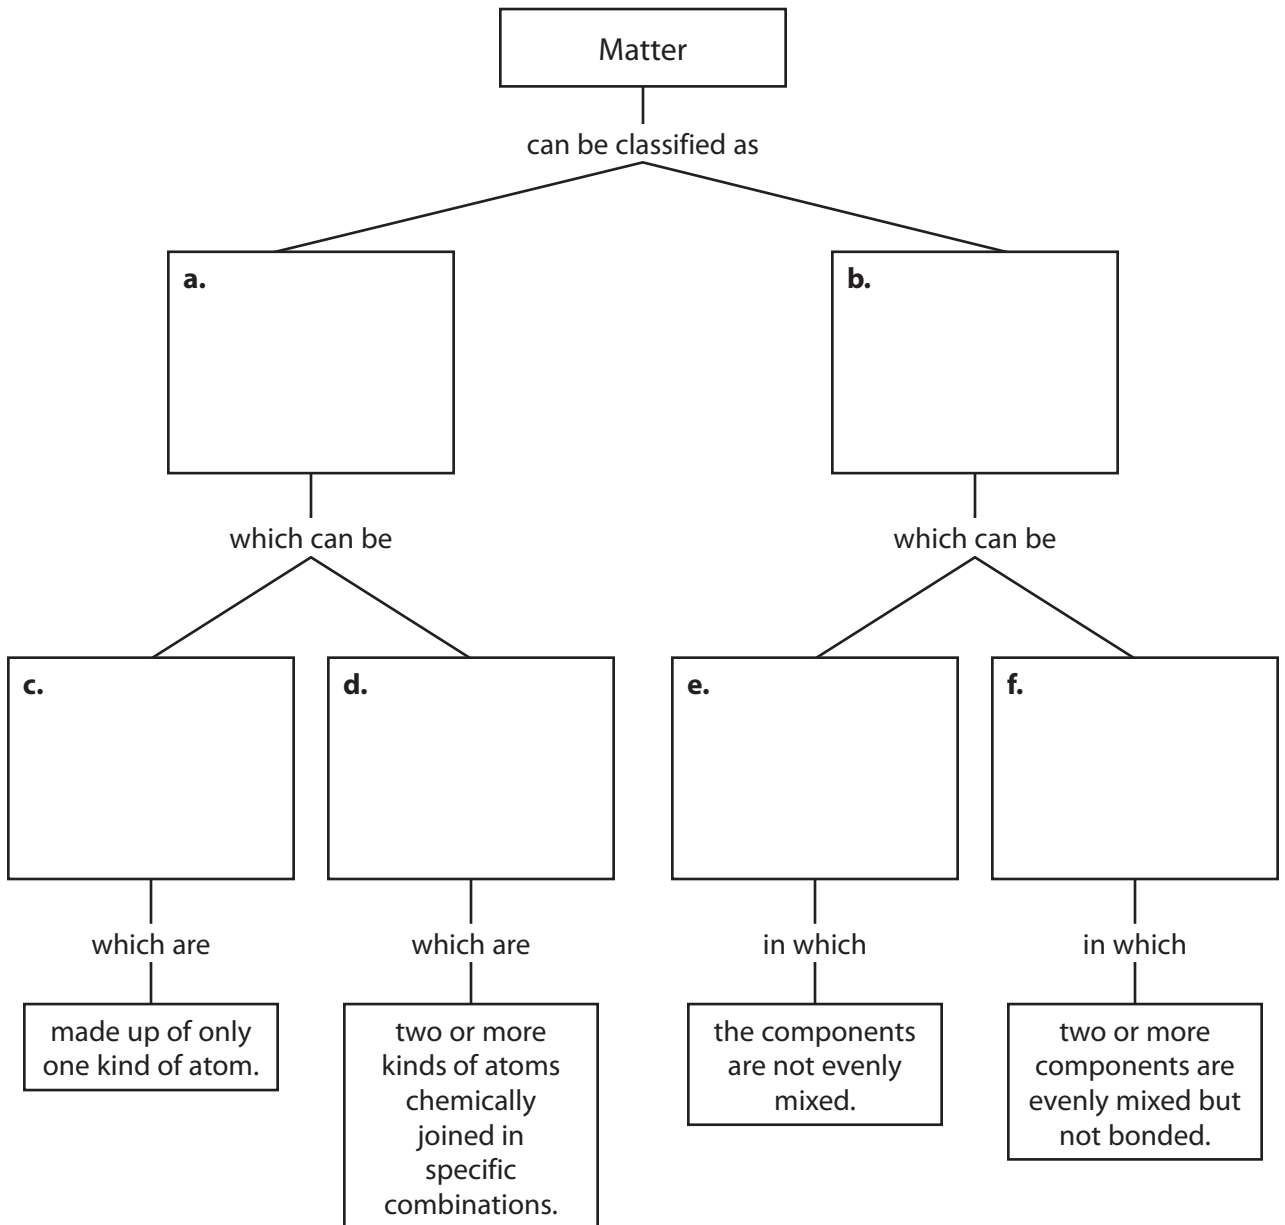 Matter
can be classified as
a.
b.
which can be
which can be
c.
d.
e.
f.
which are
which are
in which
in which
made up of only
one kind of atom.
two or more
kinds of atoms
chemically
joined in
specific
combinations.
the components
are not evenly
mixed.
two or more
components are
evenly mixed but
not bonded.